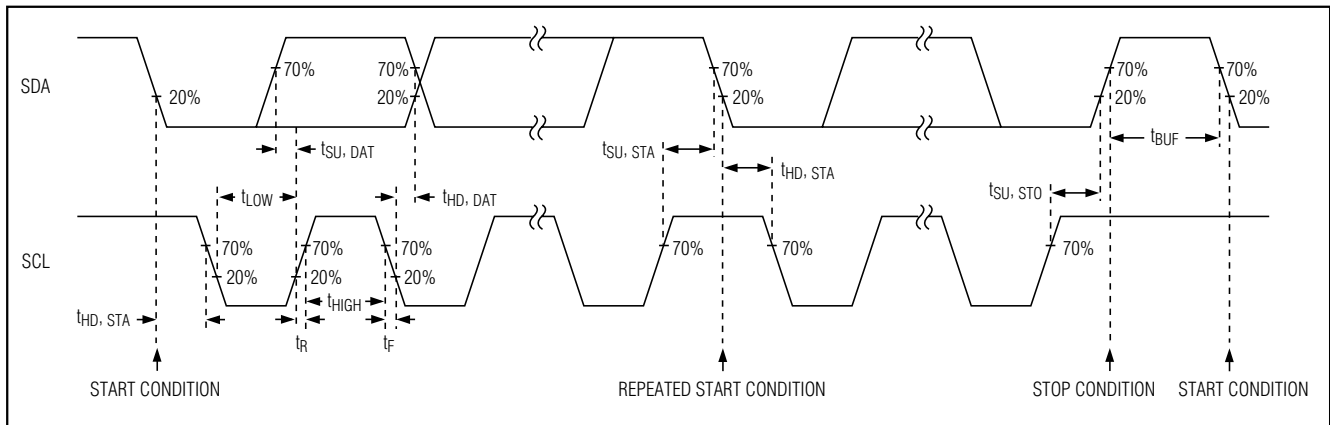 SDA
20%
70%
70%
20%
70%
20%
70%
20%
70%
20%
tSU, DAT
tSU, STA
tBUF
tLOW
tHD, DAT
tHD, STA
tSU, STO
SCL
70%
20%
70%
20%
70%
20%
70%
70%
70%
tHIGH
tHD, STA
tR
tF
START CONDITION
REPEATED START CONDITION
STOP CONDITION
START CONDITION